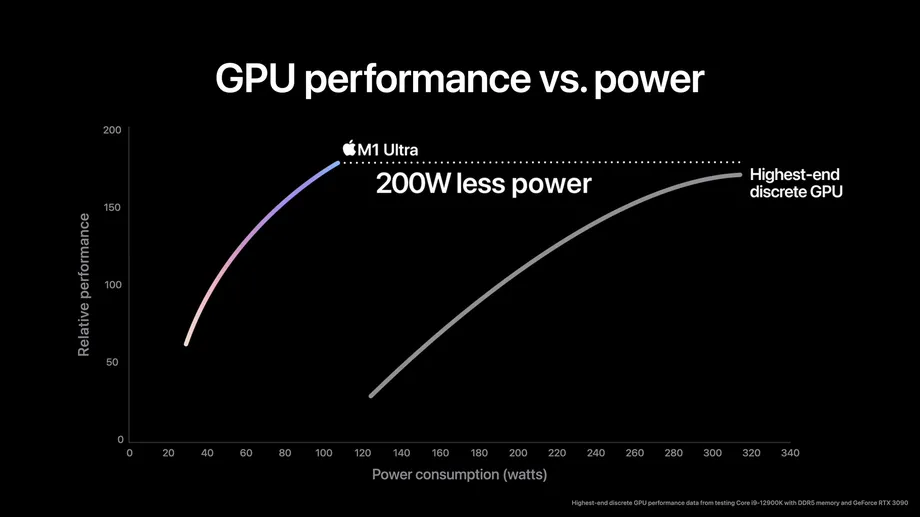 GPU performance vs. power
200
M1 Ultra
200W less power
Highest-end
discrete GPU
150
Relative performance
100
50
0
0 20 40 60 80 100 120 140 160 180 200 220 240 260 280 300 320 340
Power consumption (watts)
Highest-end discrete GPU performance data from testing Core i9-12900K with DDR5 memory and GeForce RTX 3090